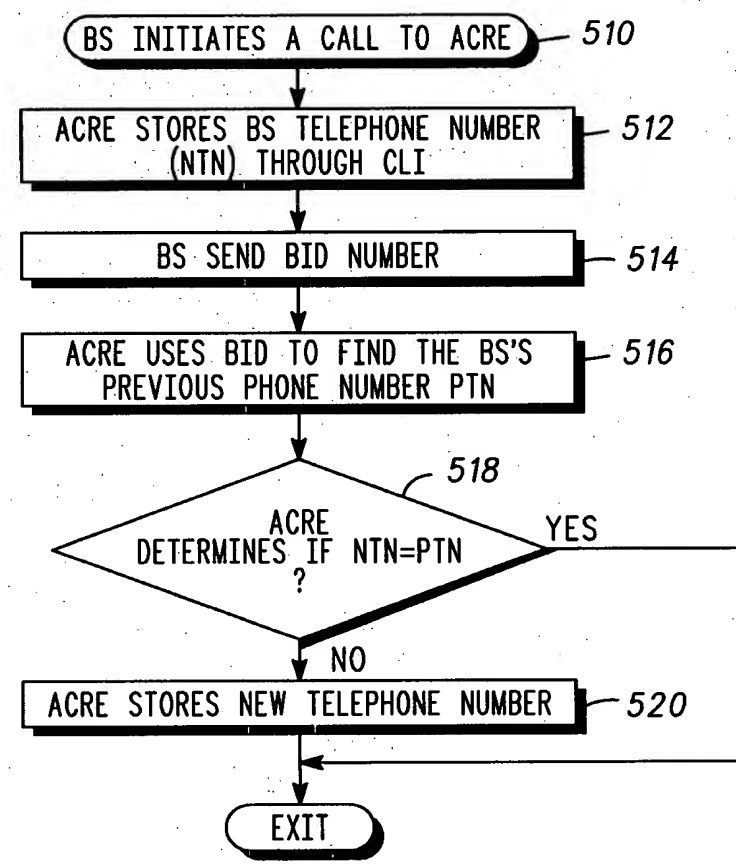 BS INITIATES A CALL TO ACRE
510
ACRE STORES BS TELEPHONE NUMBER
(NTN) THROUGH CLI
512
BS SEND BID NUMBER
514
ACRE USES BID TO FIND THE BS'S
PREVIOUS PHONE NUMBER PTN
516
518
ACRE
DETERMINES IF NTN=PTN
?
YES
NO
ACRE STORES NEW TELEPHONE NUMBER
520
EXIT